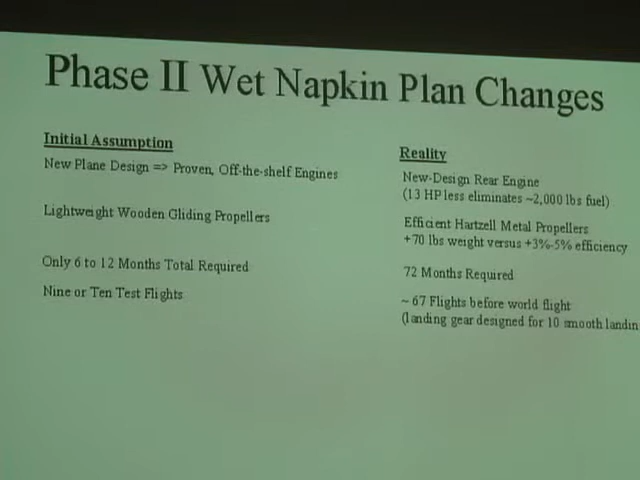 Phase II Wet Napkin Plan Changes
Initial Assumption
New Plane Design => Proven, Off-the-shelf Engines
Lightweight Wooden Gliding Propellers
Only 6 to 12 Months Total Required
Nine or Ten Test Flights
Reality
New-Design Rear Engine
(13 HP less eliminates ~2,000 lbs fuel)
Efficient Hartzell Metal Propellers
+70 lbs weight versus +3%-5% efficiency
72 Months Required
~ 67 Flights before world flight
(landing gear designed for 10 smooth landin